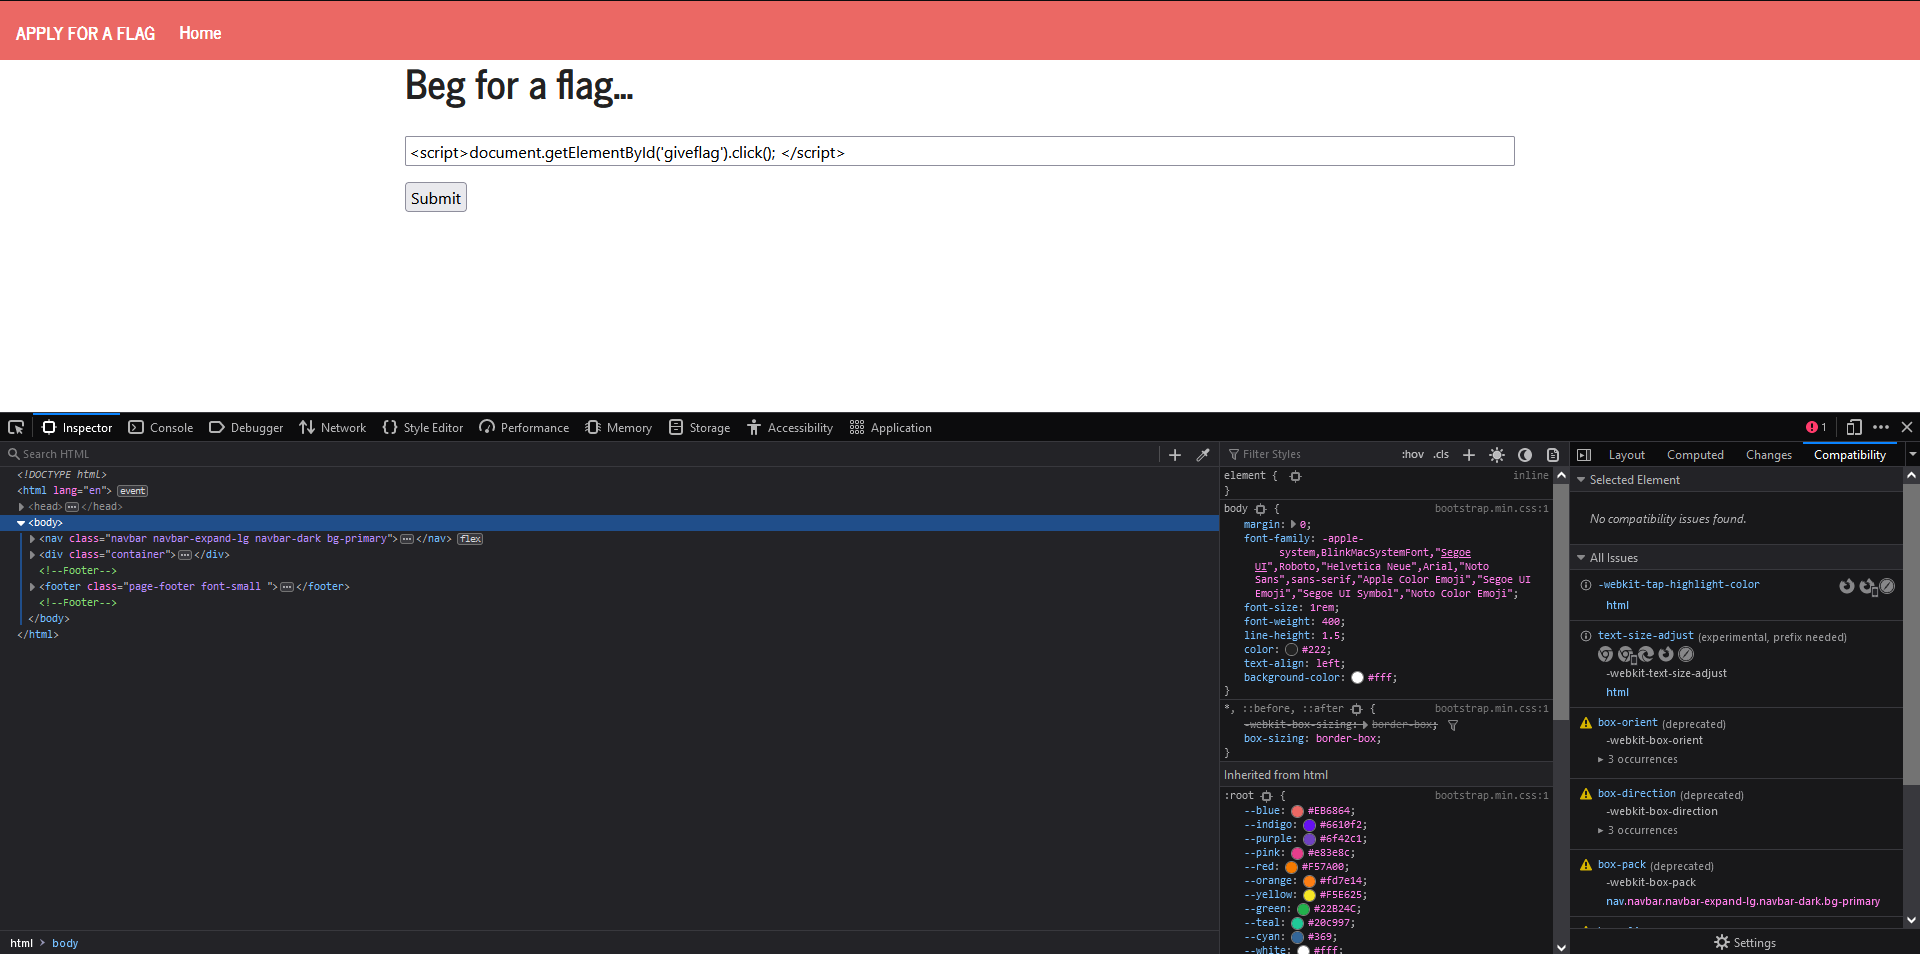 APPLY FOR A FLAG Home
Beg for a flag...
<script>document.getElementById('giveflag').click(); </script>
Submit
Inspector Console Debugger Network Style Editor Performance Memory Storage Accessibility Application 1
Search HTML
<!DOCTYPE html>
<html lang="en"> event
<head> </head>
<body>
<nav class="navbar navbar-expand-lg navbar-dark bg-primary"> </nav> flex
<div class="container"> </div>
<!--Footer-->
<footer class="page-footer font-small "> </footer>
<!--Footer-->
</body>
</html>
html > body
Filter Styles :hov .cls
element { inline
}
body { bootstrap.min.css:1
margin: 0;
font-family: -apple-
system,BlinkMacSystemFont,"Segoe
UI",Roboto,"Helvetica Neue",Arial,"Noto
Sans",sans-serif,"Apple Color Emoji","Segoe UI
Emoji","Segoe UI Symbol","Noto Color Emoji";
font-size: 1rem;
font-weight: 400;
line-height: 1.5;
color: #222;
text-align: left;
background-color: #fff;
}
*, ::before, ::after { bootstrap.min.css:1
-webkit-box-sizing: border-box;
box-sizing: border-box;
}
Inherited from html
:root { bootstrap.min.css:1
--blue: #EB6864;
--indigo: #6610f2;
--purple: #6f42c1;
--pink: #e83e8c;
--red: #F57A00;
--orange: #fd7e14;
--yellow: #F5E625;
--green: #22B24C;
--teal: #20c997;
--cyan: #369;
--white: #fff;
Layout Computed Changes Compatibility
Selected Element
No compatibility issues found.
All Issues
-webkit-tap-highlight-color
html
text-size-adjust (experimental, prefix needed)
-webkit-text-size-adjust
html
box-orient (deprecated)
-webkit-box-orient
3 occurrences
box-direction (deprecated)
-webkit-box-direction
3 occurrences
box-pack (deprecated)
-webkit-box-pack
nav.navbar.navbar-expand-lg.navbar-dark.bg-primary
Settings